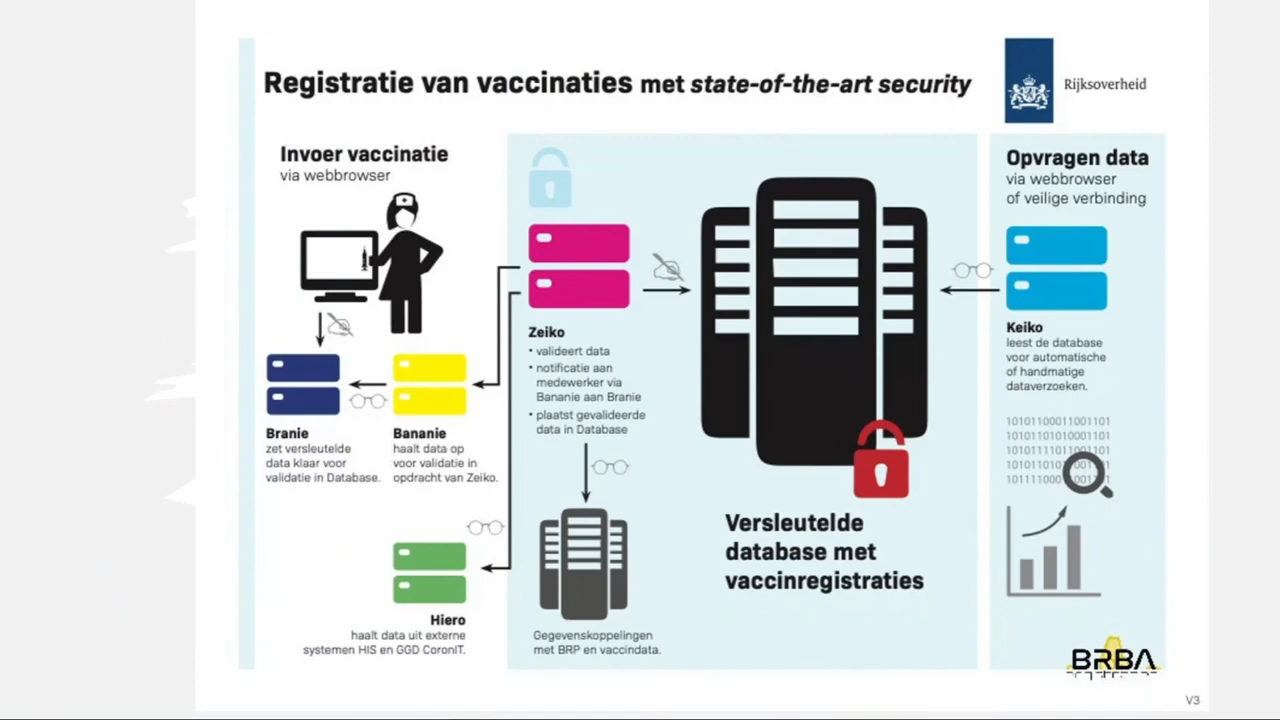 Registratie van vaccinaties met state-of-the-art security
Rijksoverheid
Invoer vaccinatie
via webbrowser
Branie
zet versleutelde
data klaar voor
validatie in Database.
Bananie
haalt data op
voor validatie in
opdracht van Zeiko.
Hiero
haalt data uit externe
systemen HIS en GGD CoronIT.
Zeiko
• valideert data
• notificatie aan
medewerker via
Bananie aan Branie
• plaatst gevalideerde
data in Database
Gegevenskoppelingen
met BRP en vaccindata.
Versleutelde
database met
vaccinregistraties
Opvragen data
via webbrowser
of veilige verbinding
Keiko
leest de database
voor automatische
of handmatige
dataverzoeken.
10101100011001101
10101101010001101
10101111011001101
BRBA
V3